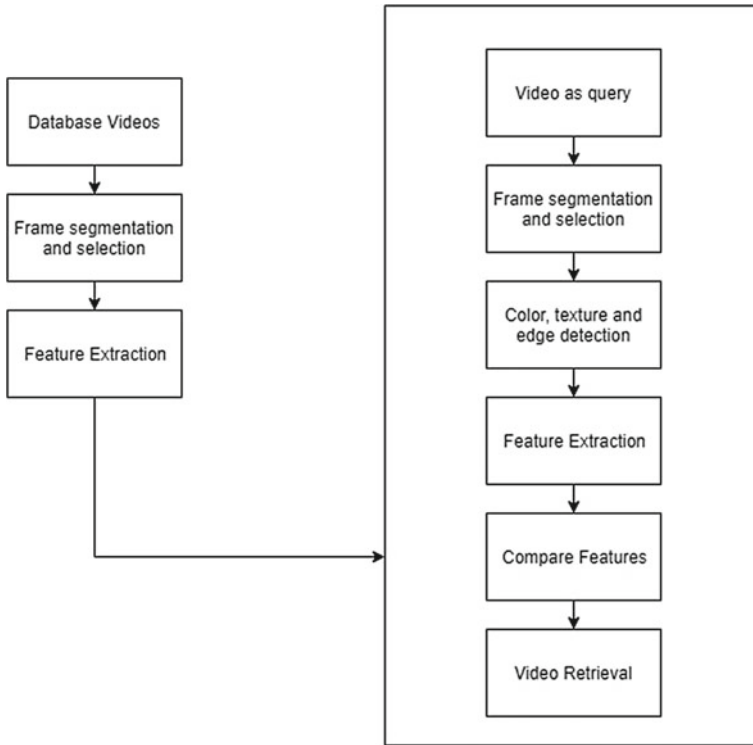 Database Videos
Frame segmentation
and selection
Feature Extraction
Video as query
Frame segmentation
and selection
Color, texture and
edge detection
Feature Extraction
Compare Features
Video Retrieval